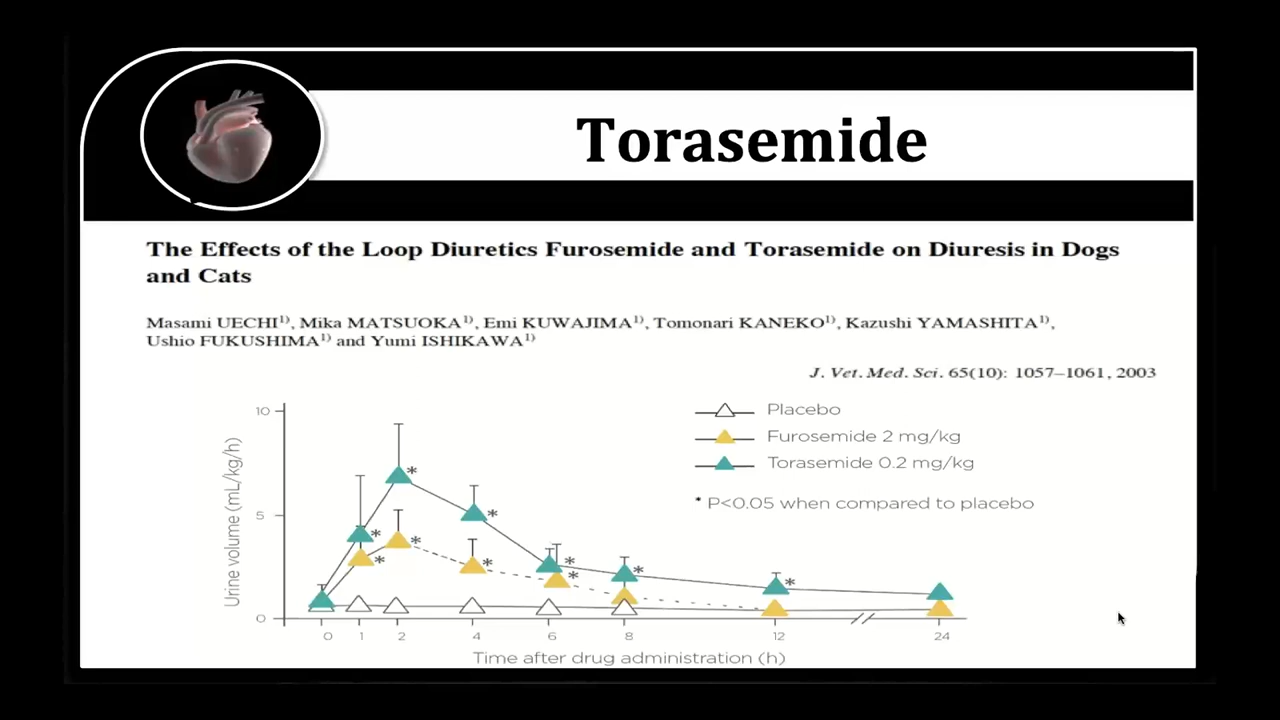 Torasemide
The Effects of the Loop Diuretics Furosemide and Torasemide on Diuresis in Dogs
and Cats
Masami UECHI1), Mika MATSUOKA1), Emi KUWAJIMA1), Tomonari KANEKO1), Kazushi YAMASHITA1),
Ushio FUKUSHIMA1) and Yumi ISHIKAWA1)
J. Vet. Med. Sci. 65(10): 1057–1061, 2003
Urine volume (mL/kg/h)
10
5
0
Placebo
Furosemide 2 mg/kg
Torasemide 0.2 mg/kg
* P<0.05 when compared to placebo
0 1 2 4 6 8 12 24
Time after drug administration (h)